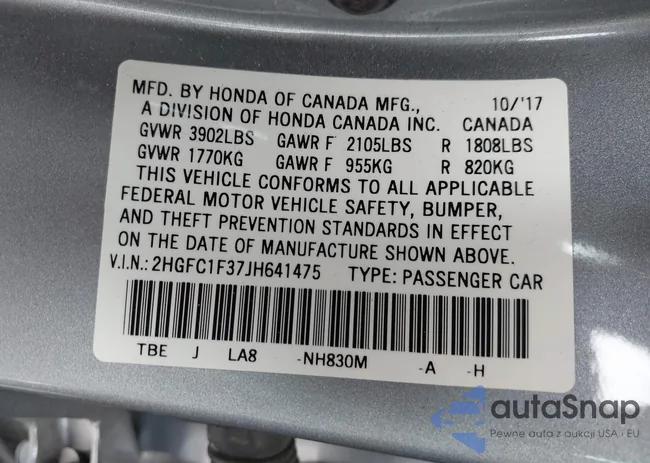 MFD. BY HONDA OF CANADA MFG., 10/'17
A DIVISION OF HONDA CANADA INC. CANADA
GVWR 3902LBS GAWR F 2105LBS R 1808LBS
GVWR 1770KG GAWR F 955KG R 820KG
THIS VEHICLE CONFORMS TO ALL APPLICABLE
FEDERAL MOTOR VEHICLE SAFETY, BUMPER,
AND THEFT PREVENTION STANDARDS IN EFFECT
ON THE DATE OF MANUFACTURE SHOWN ABOVE.
V.I.N.: 2HGFC1F37JH641475 TYPE: PASSENGER CAR
TBE J LA8 -NH830M -A -H
autaSnap
Pewne auta z aukcji USA · EU